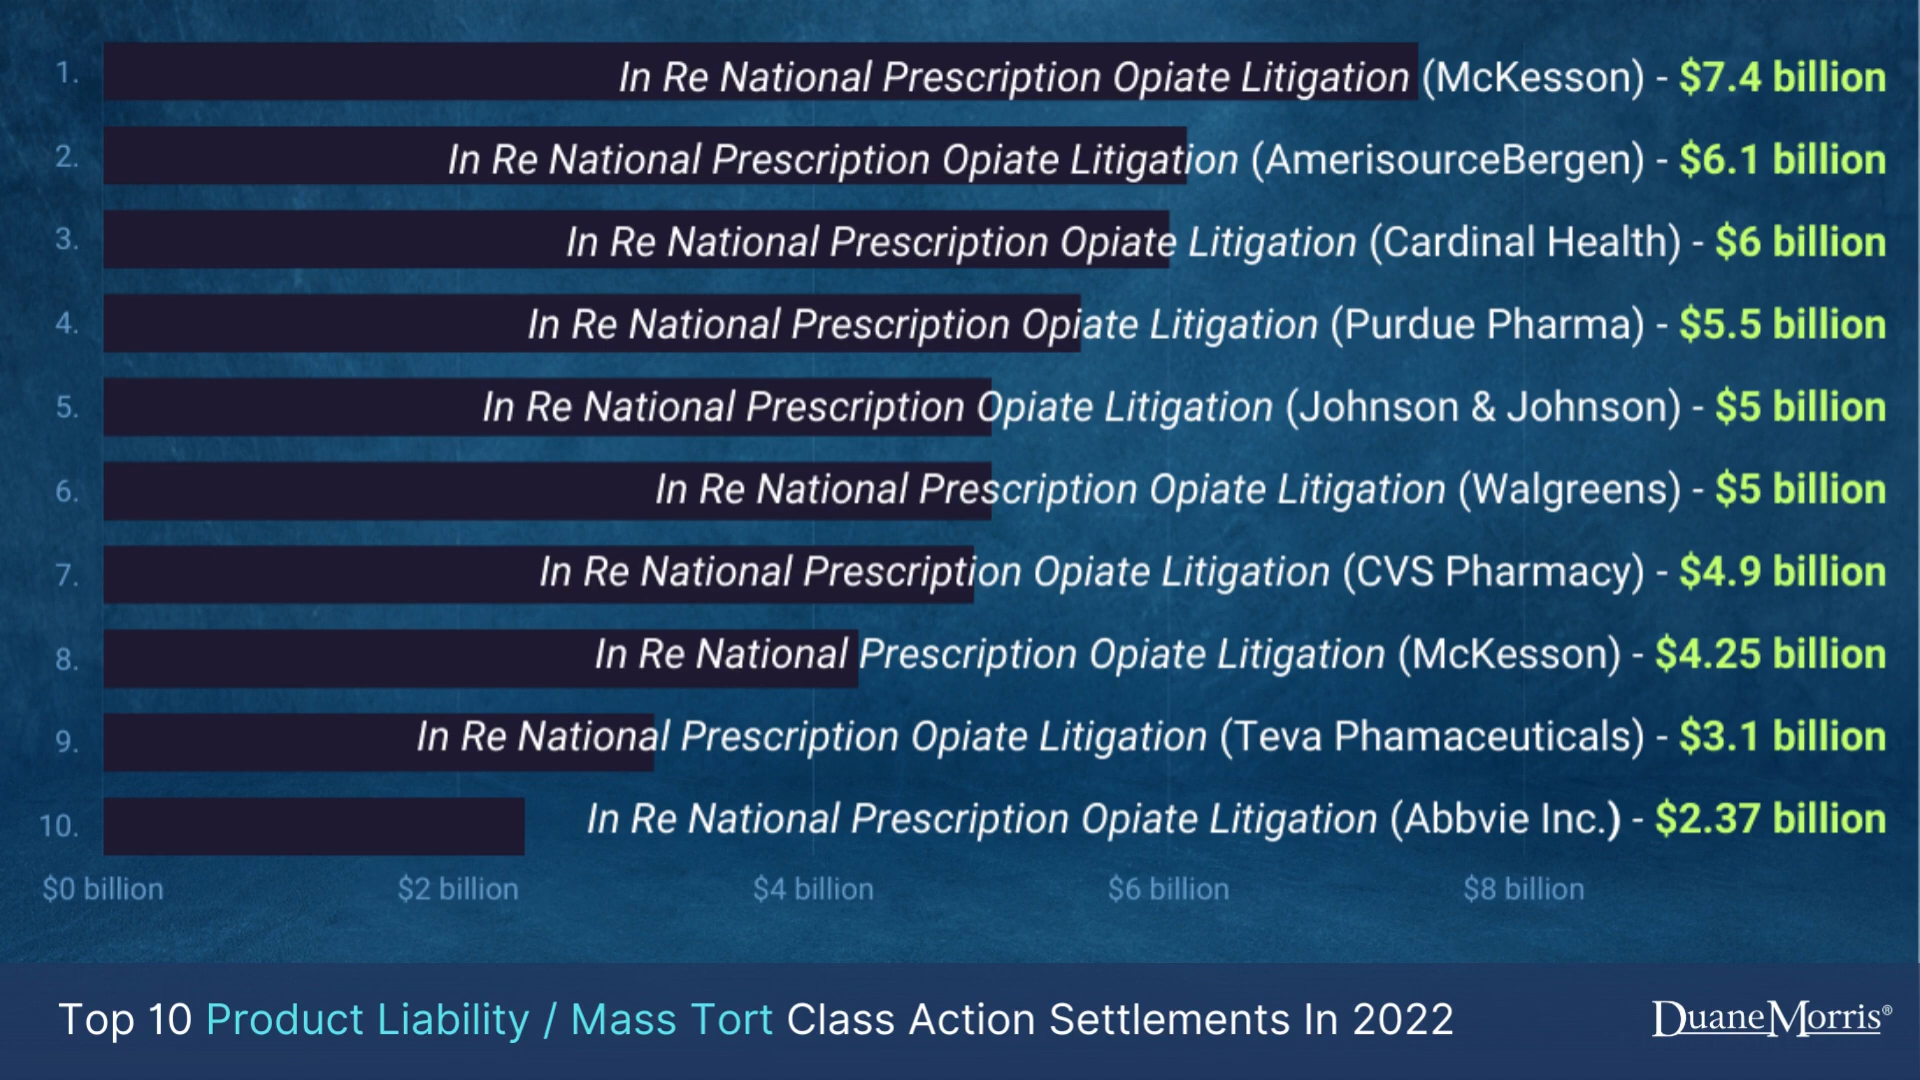 1. In Re National Prescription Opiate Litigation (McKesson) - $7.4 billion
2. In Re National Prescription Opiate Litigation (AmerisourceBergen) - $6.1 billion
3. In Re National Prescription Opiate Litigation (Cardinal Health) - $6 billion
4. In Re National Prescription Opiate Litigation (Purdue Pharma) - $5.5 billion
5. In Re National Prescription Opiate Litigation (Johnson & Johnson) - $5 billion
6. In Re National Prescription Opiate Litigation (Walgreens) - $5 billion
7. In Re National Prescription Opiate Litigation (CVS Pharmacy) - $4.9 billion
8. In Re National Prescription Opiate Litigation (McKesson) - $4.25 billion
9. In Re National Prescription Opiate Litigation (Teva Phamaceuticals) - $3.1 billion
10. In Re National Prescription Opiate Litigation (Abbvie Inc.) - $2.37 billion
$0 billion $2 billion $4 billion $6 billion $8 billion
Top 10 Product Liability / Mass Tort Class Action Settlements In 2022
DuaneMorris®